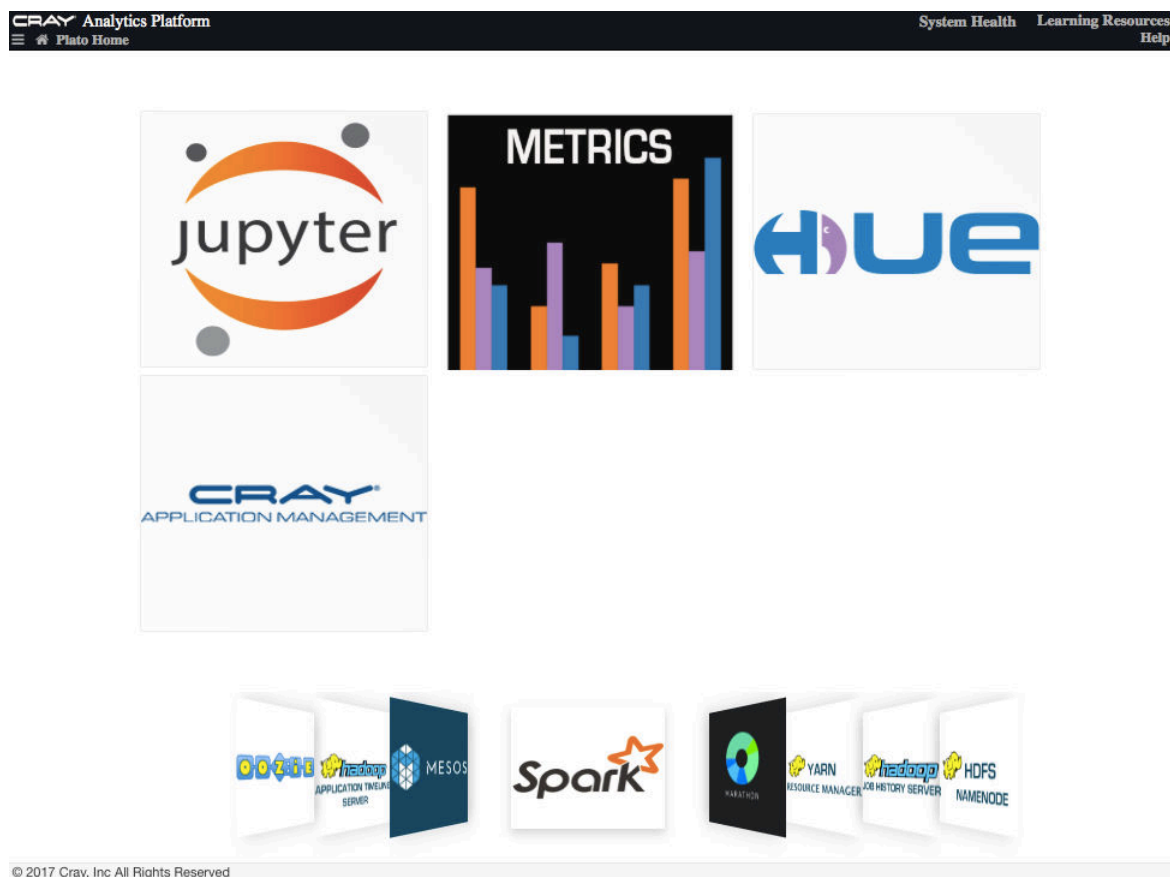 CRAY Analytics Platform
System Health Learning Resources
Plato Home
Help
jupyter
METRICS
HUE
CRAY
APPLICATION MANAGEMENT
OOZIE
hadoop
APPLICATION TIMELINE
SERVER
MESOS
Spark
MARATHON
YARN
RESOURCE MANAGER
hadoop
JOB HISTORY SERVER
HDFS
NAMENODE
© 2017 Cray, Inc All Rights Reserved